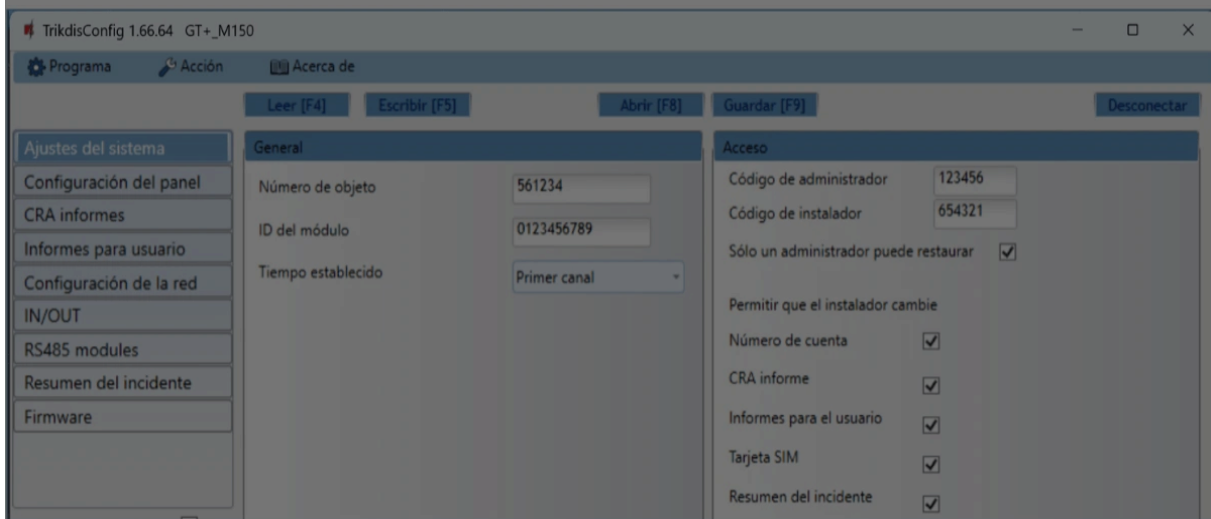 TrikdisConfig 1.66.64 GT+_M150
Programa Acción Acerca de
Leer [F4] Escribir [F5] Abrir [F8] Guardar [F9] Desconectar
Ajustes del sistema
Configuración del panel
CRA informes
Informes para usuario
Configuración de la red
IN/OUT
RS485 modules
Resumen del incidente
Firmware
General
Número de objeto 561234
ID del módulo 0123456789
Tiempo establecido Primer canal
Acceso
Código de administrador 123456
Código de instalador 654321
Sólo un administrador puede restaurar
Permitir que el instalador cambie
Número de cuenta
CRA informe
Informes para el usuario
Tarjeta SIM
Resumen del incidente